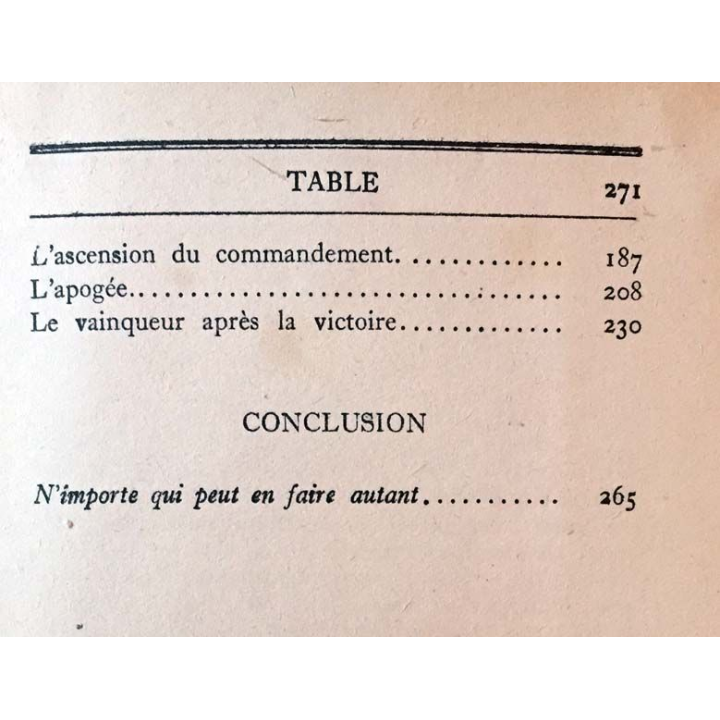 TABLE 271
L'ascension du commandement. ............ 187
L'apogée.................................. 208
Le vainqueur après la victoire............. 230
CONCLUSION
N'importe qui peut en faire autant........... 265